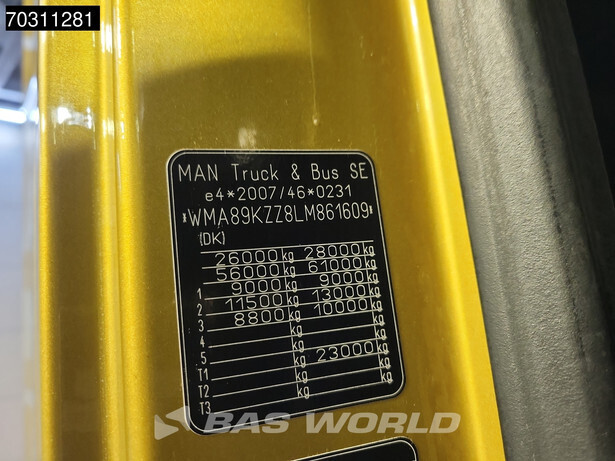 70311281
MAN Truck & Bus SE
e4*2007/46*0231
*WMA89KZZ8LM861609*
(DK)
26000 kg 28000 kg
56000 kg 61000 kg
1 9000 kg 9000 kg
2 11500 kg 13000 kg
3 8800 kg 10000 kg
4 kg kg
5 kg 23000 kg
T1 kg kg
T2 kg kg
T3 kg kg
BAS WORLD